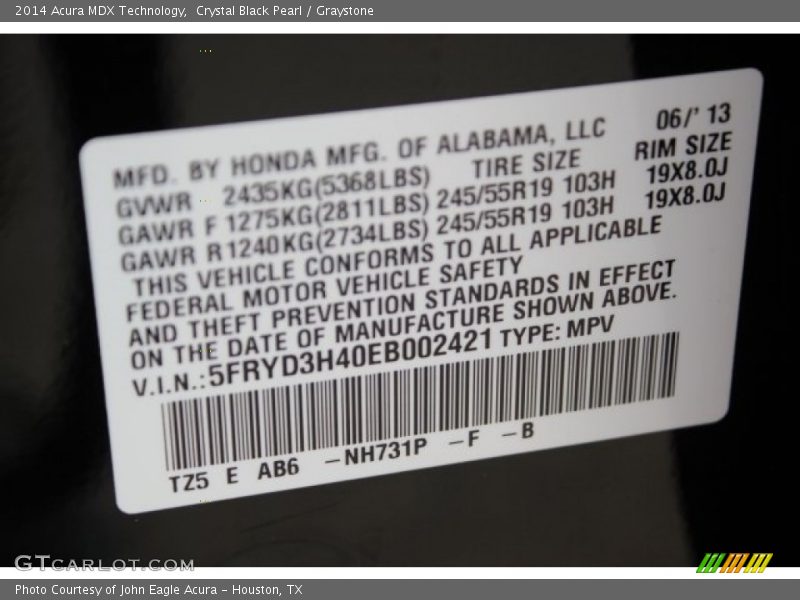 2014 Acura MDX Technology, Crystal Black Pearl / Graystone
MFD. BY HONDA MFG. OF ALABAMA, LLC 06/' 13
GVWR 2435KG(5368LBS) TIRE SIZE RIM SIZE
GAWR F 1275KG(2811LBS) 245/55R19 103H 19X8.0J
GAWR R 1240KG(2734LBS) 245/55R19 103H 19X8.0J
THIS VEHICLE CONFORMS TO ALL APPLICABLE
FEDERAL MOTOR VEHICLE SAFETY
AND THEFT PREVENTION STANDARDS IN EFFECT
ON THE DATE OF MANUFACTURE SHOWN ABOVE.
V.I.N.:5FRYD3H40EB002421 TYPE: MPV
TZ5 E AB6 –NH731P –F –B
GTCARLOT.COM
Photo Courtesy of John Eagle Acura - Houston, TX